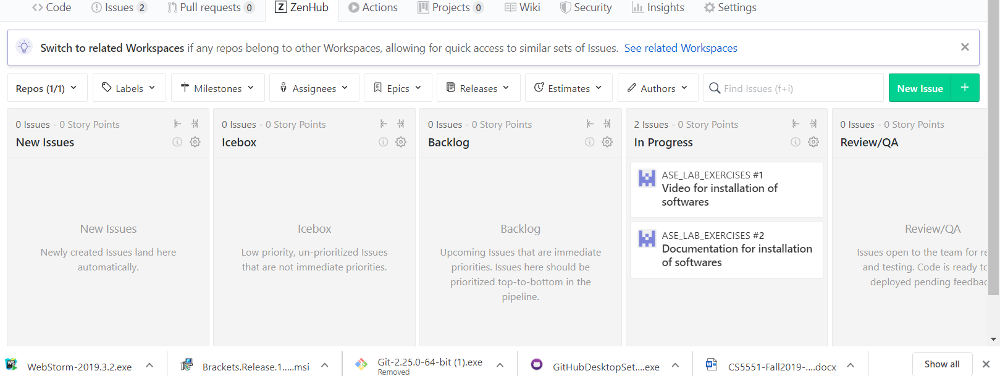 Code Issues 2 Pull requests 0 ZenHub Actions Projects 0 Wiki Security Insights Settings
Switch to related Workspaces if any repos belong to other Workspaces, allowing for quick access to similar sets of Issues. See related Workspaces
Repos (1/1) Labels Milestones Assignees Epics Releases Estimates Authors Find Issues (f+i) New Issue +
0 Issues - 0 Story Points
New Issues
New Issues
Newly created Issues land here
automatically.
0 Issues - 0 Story Points
Icebox
Icebox
Low priority, un-prioritized Issues
that are not immediate priorities.
0 Issues - 0 Story Points
Backlog
Backlog
Upcoming Issues that are immediate
priorities. Issues here should be
prioritized top-to-bottom in the
pipeline.
2 Issues - 0 Story Points
In Progress
ASE_LAB_EXERCISES #1
Video for installation of
softwares
ASE_LAB_EXERCISES #2
Documentation for installation
of softwares
0 Issues - 0 Story Points
Review/QA
Review/QA
Issues open to the team for re
and testing. Code is ready to
deployed pending feedbac
WebStorm-2019.3.2.exe
Brackets.Release.1.....msi
Git-2.25.0-64-bit (1).exe
Removed
GitHubDesktopSet....exe
CS5551-Fall2019-....docx
Show all